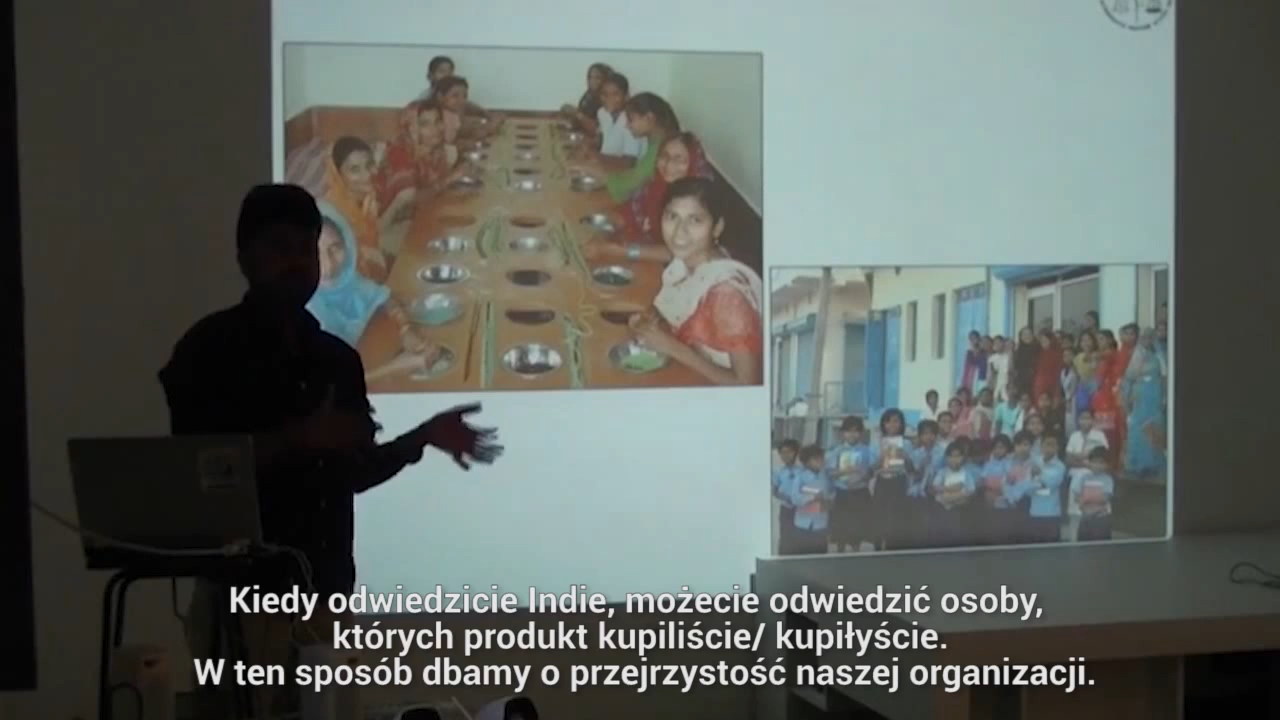 Kiedy odwiedzicie Indie, możecie odwiedzić osoby,
których produkt kupiliście/ kupiłyście.
W ten sposób dbamy o przejrzystość naszej organizacji.